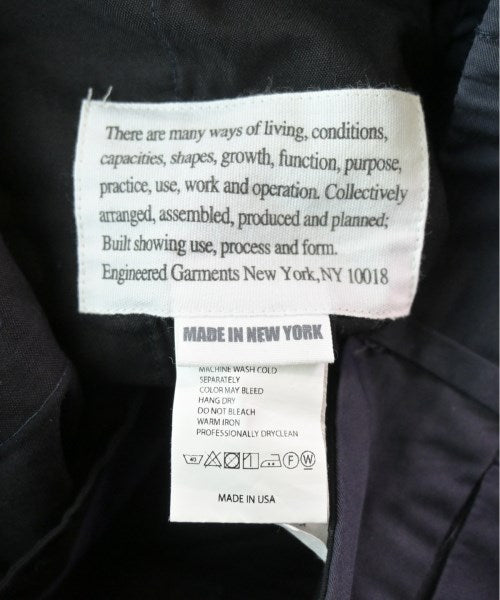 There are many ways of living, conditions,
capacities, shapes, growth, function, purpose,
practice, use, work and operation. Collectively
arranged, assembled, produced and planned;
Built showing use, process and form.
Engineered Garments New York,NY 10018
MADE IN NEW YORK
MACHINE WASH COLD
SEPARATELY
COLOR MAY BLEED
HANG DRY
DO NOT BLEACH
WARM IRON
PROFESSIONALLY DRYCLEAN
MADE IN USA